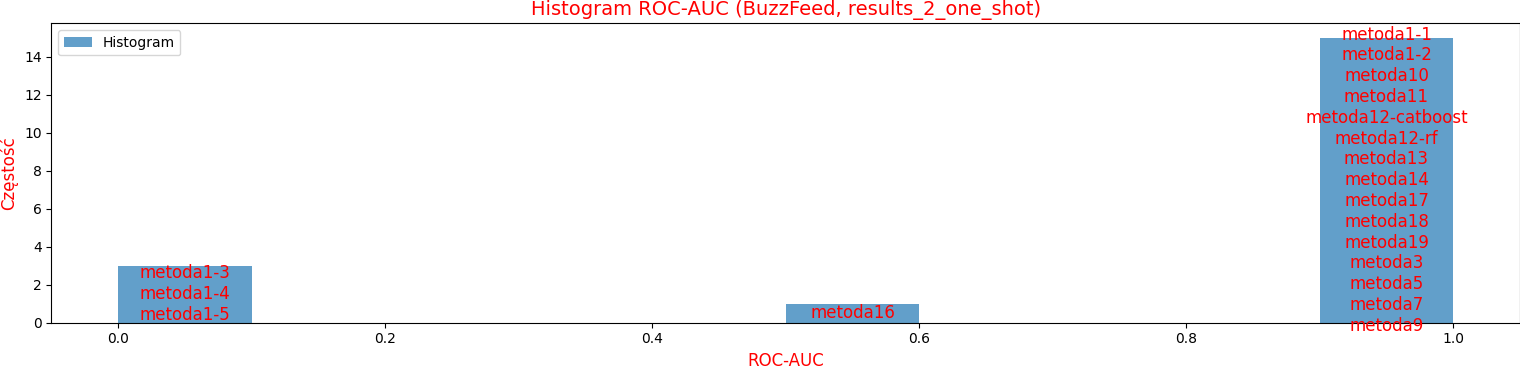 Histogram ROC-AUC (BuzzFeed, results_2_one_shot)
Histogram
Częstość
14
12
10
8
6
4
2
0
metoda1-3
metoda1-4
metoda1-5
metoda16
metoda1-1
metoda1-2
metoda10
metoda11
metoda12-catboost
metoda12-rf
metoda13
metoda14
metoda17
metoda18
metoda19
metoda3
metoda5
metoda7
metoda9
0.0 0.2 0.4 0.6 0.8 1.0
ROC-AUC